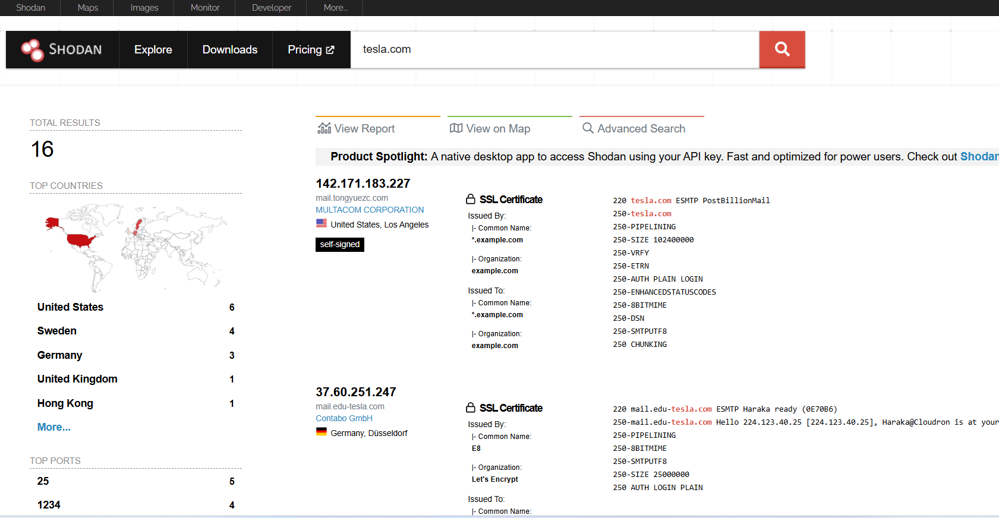 Shodan Maps Images Monitor Developer More...
SHODAN Explore Downloads Pricing tesla.com
TOTAL RESULTS
16
TOP COUNTRIES
United States 6
Sweden 4
Germany 3
United Kingdom 1
Hong Kong 1
More...
TOP PORTS
25 5
1234 4
View Report View on Map Advanced Search
Product Spotlight: A native desktop app to access Shodan using your API key. Fast and optimized for power users. Check out Shodan
142.171.183.227
mail.tongyuezc.com
MULTACOM CORPORATION
United States, Los Angeles
self-signed
SSL Certificate
Issued By:
|- Common Name:
*.example.com
|- Organization:
example.com
Issued To:
|- Common Name:
*.example.com
|- Organization:
example.com
220 tesla.com ESMTP PostBillionMail
250-tesla.com
250-PIPELINING
250-SIZE 102400000
250-VRFY
250-ETRN
250-AUTH PLAIN LOGIN
250-ENHANCEDSTATUSCODES
250-8BITMIME
250-DSN
250-SMTPUTF8
250 CHUNKING
37.60.251.247
mail.edu-tesla.com
Contabo GmbH
Germany, Düsseldorf
SSL Certificate
Issued By:
|- Common Name:
E8
|- Organization:
Let's Encrypt
Issued To:
|- Common Name:
220 mail.edu-tesla.com ESMTP Haraka ready (0E70B6)
250-mail.edu-tesla.com Hello 224.123.40.25 [224.123.40.25], Haraka@Cloudron is at your
250-PIPELINING
250-8BITMIME
250-SMTPUTF8
250-SIZE 25000000
250 AUTH LOGIN PLAIN